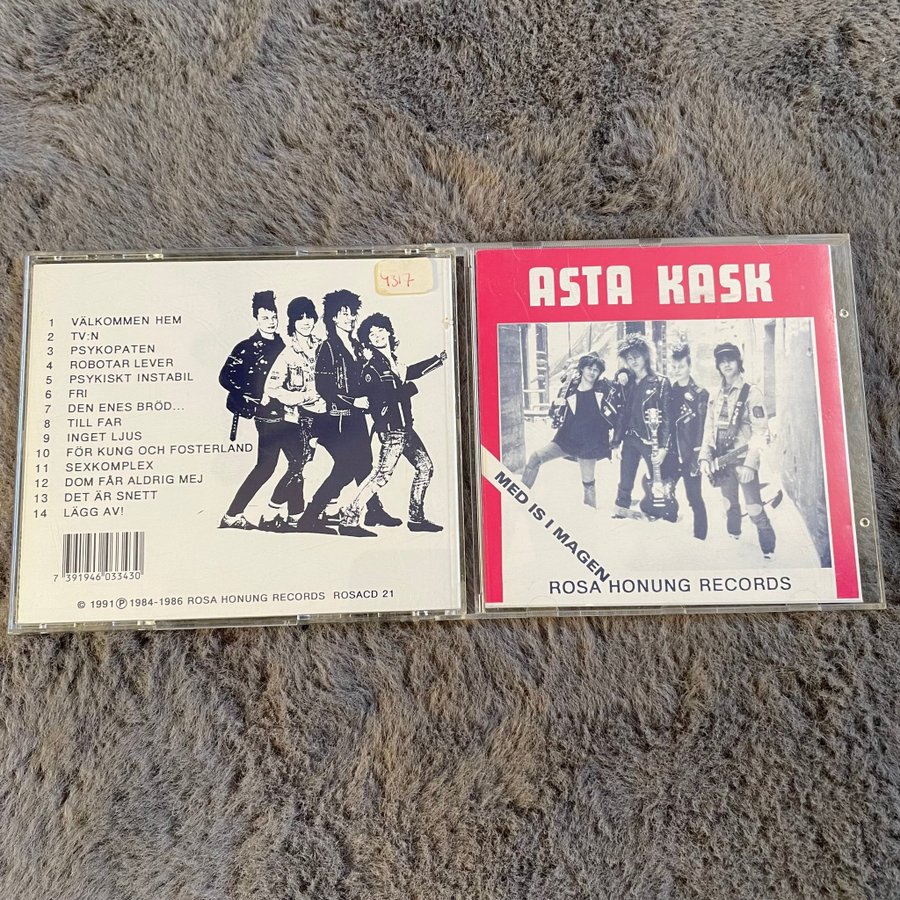 4317
1 VÄLKOMMEN HEM
2 TV:N
3 PSYKOPATEN
4 ROBOTAR LEVER
5 PSYKISKT INSTABIL
6 FRI
7 DEN ENES BRÖD...
8 TILL FAR
9 INGET LJUS
10 FÖR KUNG OCH FOSTERLAND
11 SEXKOMPLEX
12 DOM FÅR ALDRIG MEJ
13 DET ÄR SNETT
14 LÄGG AV!
7 391946 033430
© 1991 Ⓟ 1984-1986 ROSA HONUNG RECORDS ROSACD 21
ASTA KASK
MED IS I MAGEN
ROSA HONUNG RECORDS